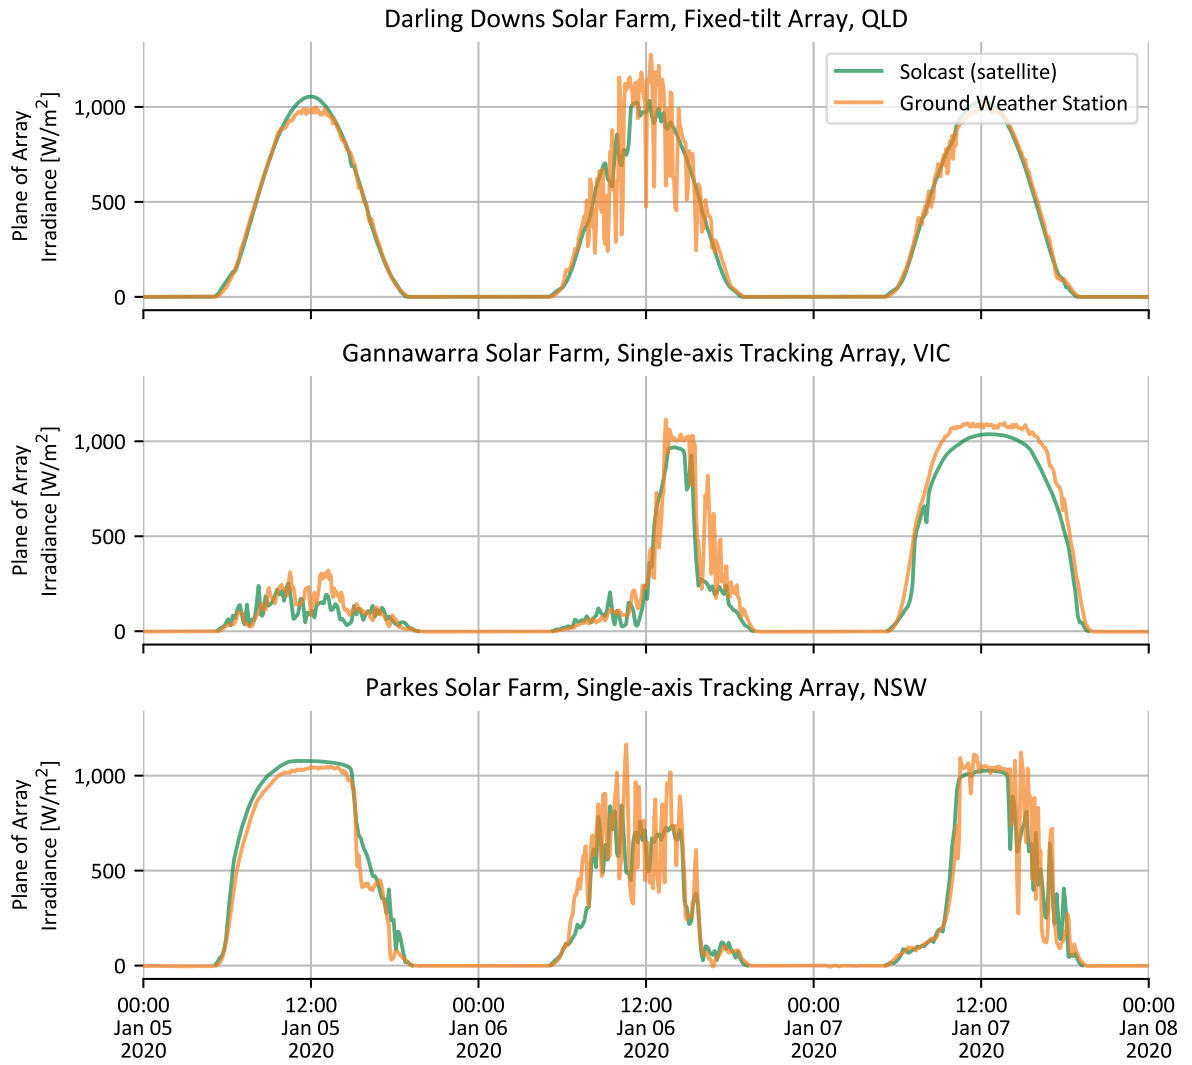 Darling Downs Solar Farm, Fixed-tilt Array, QLD
Plane of Array
Irradiance [W/m²]
1,000
500
0
Solcast (satellite)
Ground Weather Station
Gannawarra Solar Farm, Single-axis Tracking Array, VIC
Plane of Array
Irradiance [W/m²]
1,000
500
0
Parkes Solar Farm, Single-axis Tracking Array, NSW
Plane of Array
Irradiance [W/m²]
1,000
500
0
00:00 12:00 00:00 12:00 00:00 12:00 00:00
Jan 05 Jan 05 Jan 06 Jan 06 Jan 07 Jan 07 Jan 08
2020 2020 2020 2020 2020 2020 2020